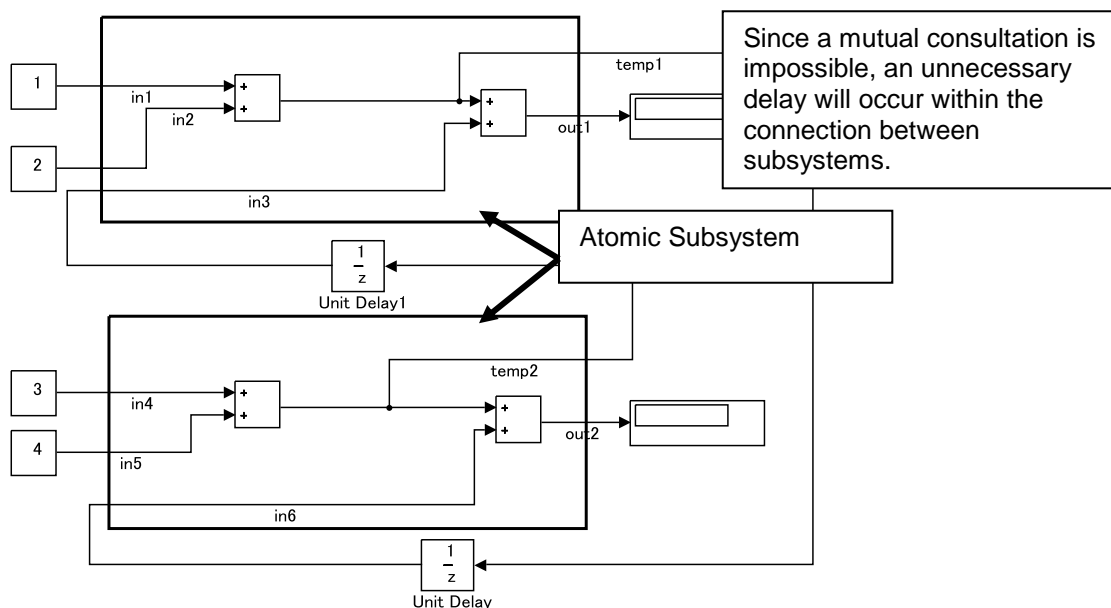 Since a mutual consultation is
impossible, an unnecessary
delay will occur within the
connection between
subsystems.
temp1
1
+
+
in1
in2
+
+
out1
2
in3
Atomic Subsystem
1
z
Unit Delay1
temp2
3
+
+
in4
in5
+
+
out2
4
in6
1
z
Unit Delay